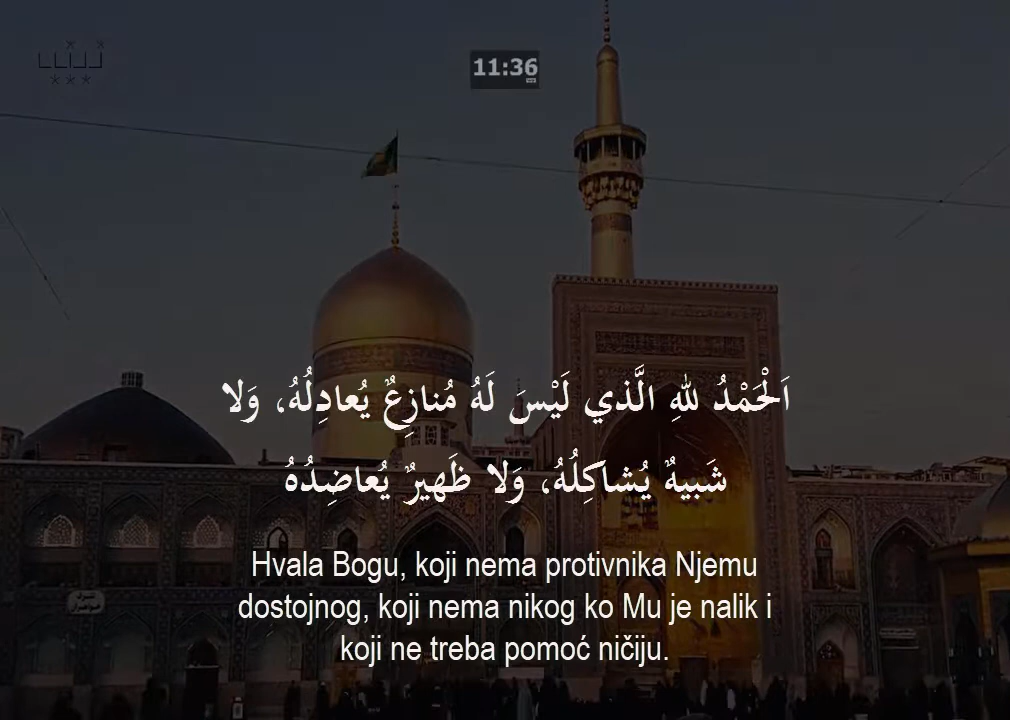 11:36
اَلْحَمْدُ للهِ الَّذي لَيْسَ لَهُ مُنازِعٌ يُعادِلُهُ، وَلا
شَبيهٌ يُشاكِلُهُ، وَلا ظَهيرٌ يُعاضِدُهُ
Hvala Bogu, koji nema protivnika Njemu
dostojnog, koji nema nikog ko Mu je nalik i
koji ne treba pomoć ničiju.